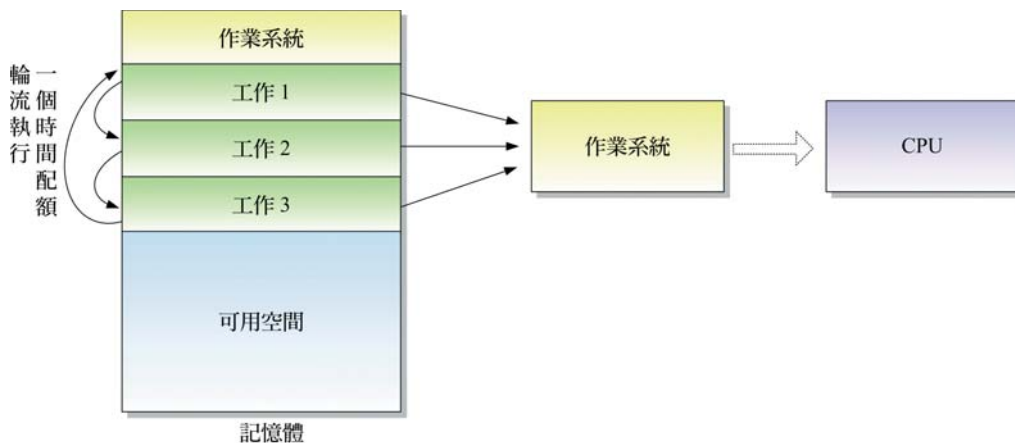 一個時間配額
輪流執行
作業系統
工作 1
工作 2
工作 3
可用空間
記憶體
作業系統
CPU